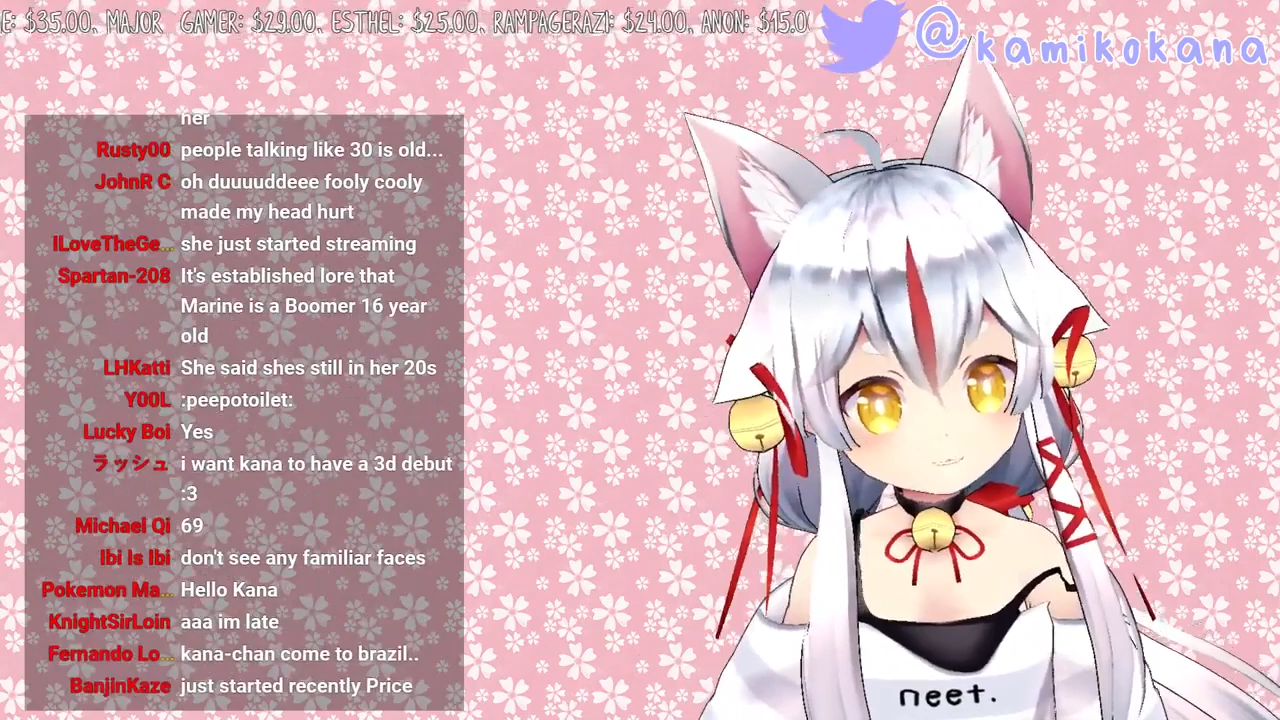 E: $35.00, MAJOR GAMER: $29.00, ESTHEL: $25.00, RAMPAGERAZI: $24.00, ANON: $15.0
@kamikokana
her
Rusty00 people talking like 30 is old...
JohnR C oh duuuuddeee fooly cooly
made my head hurt
ILoveTheGe... she just started streaming
Spartan-208 It's established lore that
Marine is a Boomer 16 year
old
LHKatti She said shes still in her 20s
Y00L :peepotoilet:
Lucky Boi Yes
ラッシュ i want kana to have a 3d debut
:3
Michael Qi 69
Ibi Is Ibi don't see any familiar faces
Pokemon Ma... Hello Kana
KnightSirLoin aaa im late
Fernando Lo... kana-chan come to brazil..
BanjinKaze just started recently Price
neet.